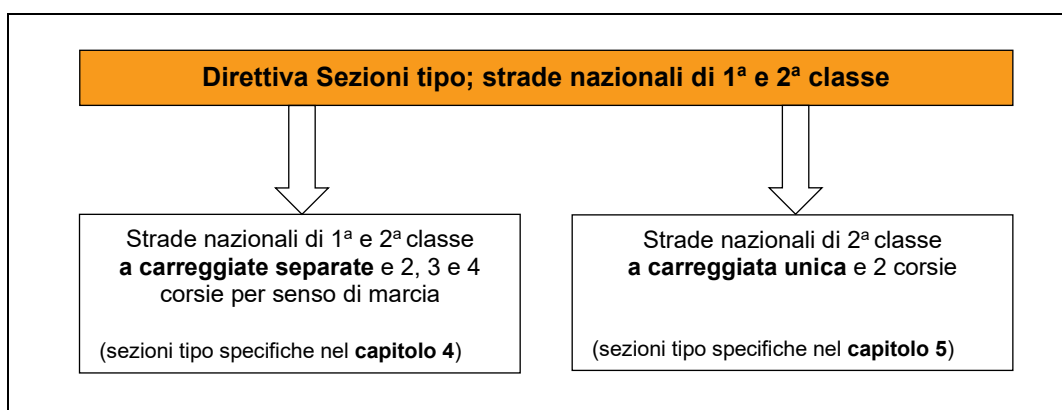 Direttiva Sezioni tipo; strade nazionali di 1ª e 2ª classe
Strade nazionali di 1ª e 2ª classe
a carreggiate separate e 2, 3 e 4
corsie per senso di marcia
(sezioni tipo specifiche nel capitolo 4)
Strade nazionali di 2ª classe
a carreggiata unica e 2 corsie
(sezioni tipo specifiche nel capitolo 5)